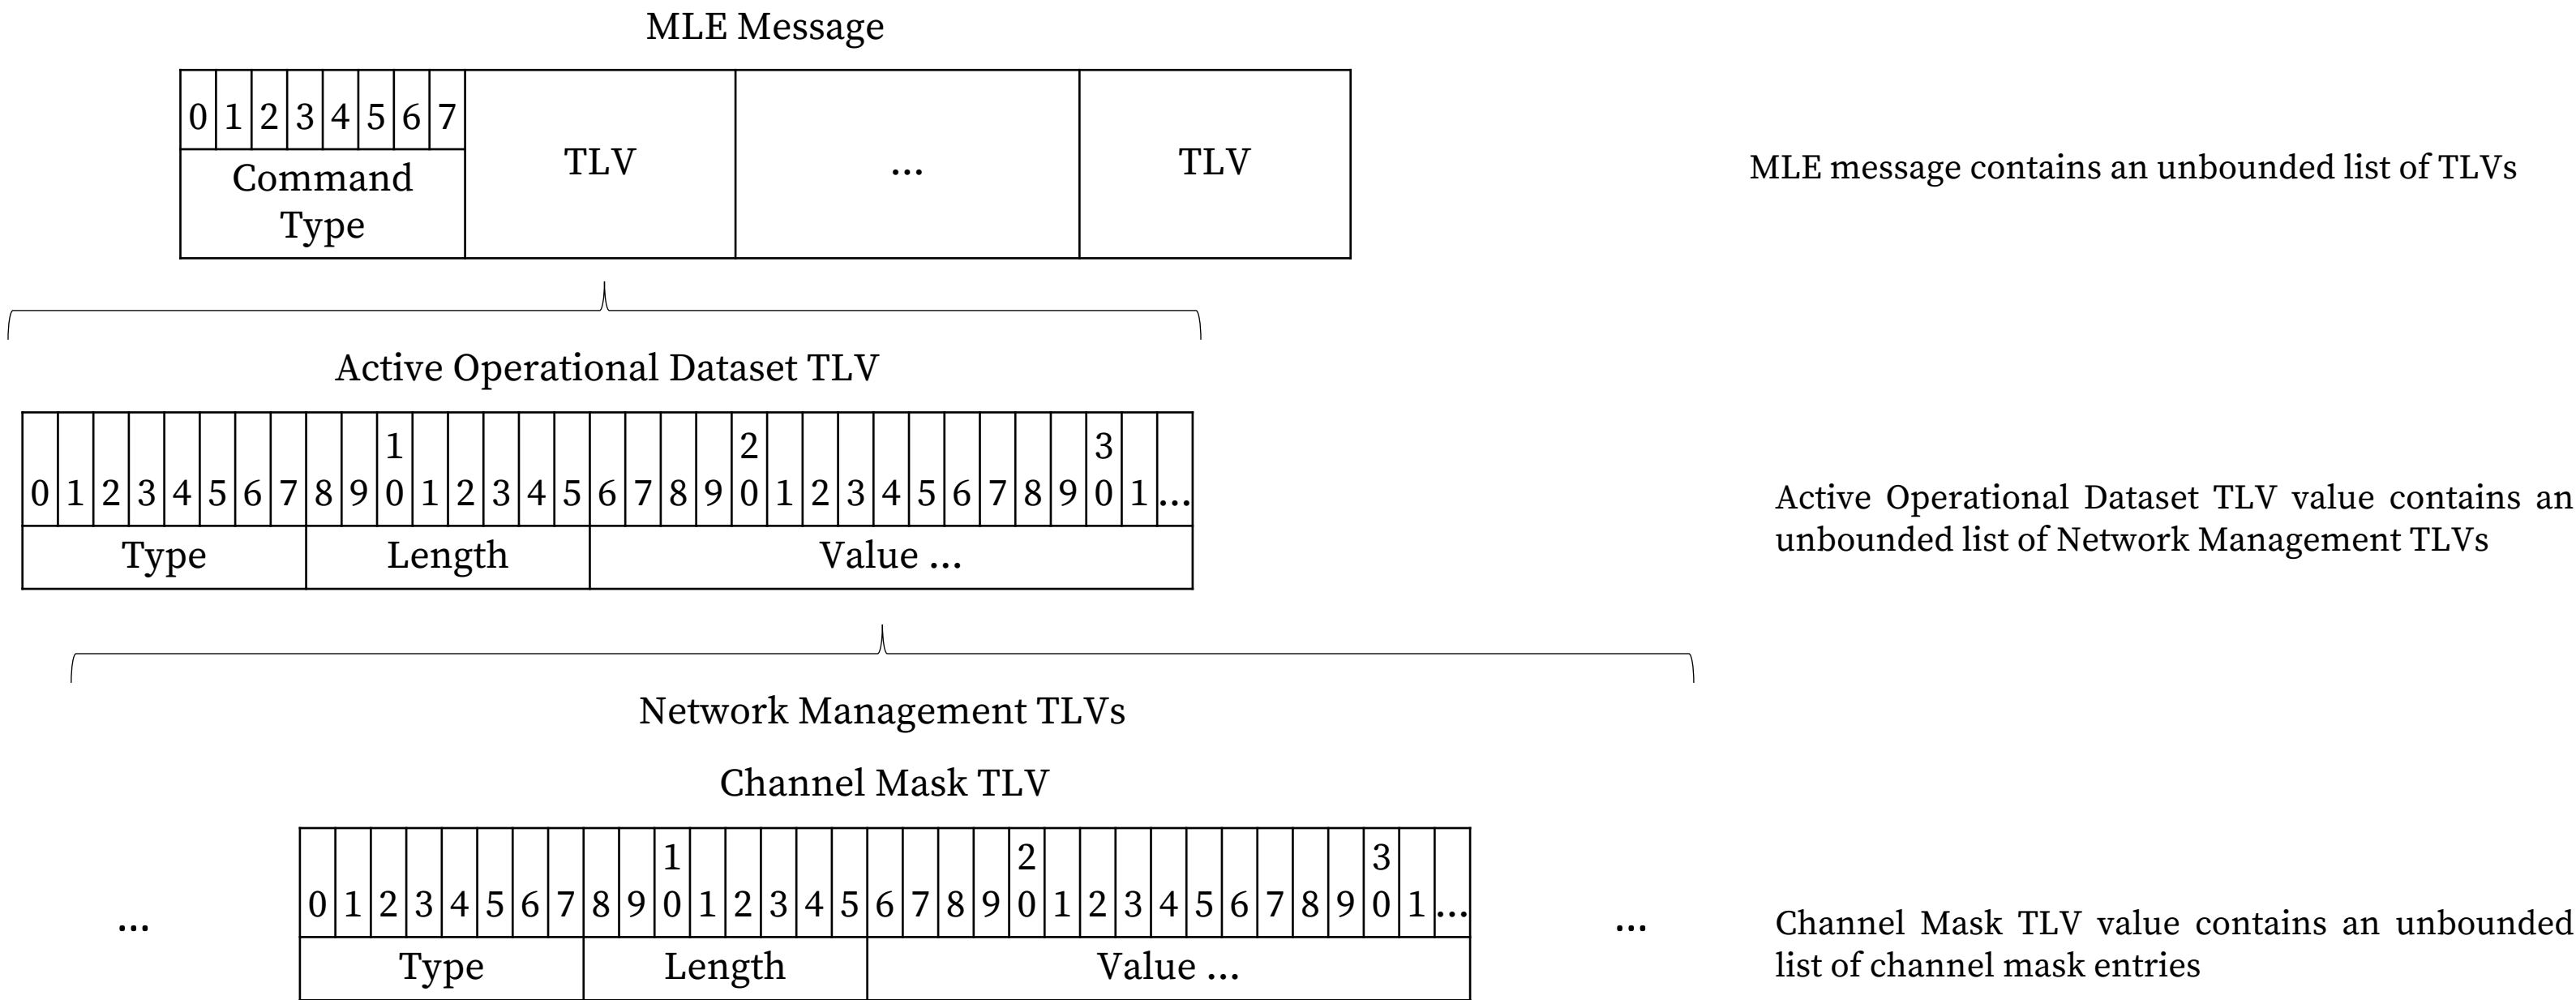 MLE Message
0 1 2 3 4 5 6 7
Command
Type
TLV
...
TLV
MLE message contains an unbounded list of TLVs
Active Operational Dataset TLV
1 2 3
0 1 2 3 4 5 6 7 8 9 0 1 2 3 4 5 6 7 8 9 0 1 2 3 4 5 6 7 8 9 0 1 ...
Type
Length
Value ...
Active Operational Dataset TLV value contains an
unbounded list of Network Management TLVs
Network Management TLVs
Channel Mask TLV
1 2 3
0 1 2 3 4 5 6 7 8 9 0 1 2 3 4 5 6 7 8 9 0 1 2 3 4 5 6 7 8 9 0 1 ...
...
Type
Length
Value ...
...
Channel Mask TLV value contains an unbounded
list of channel mask entries